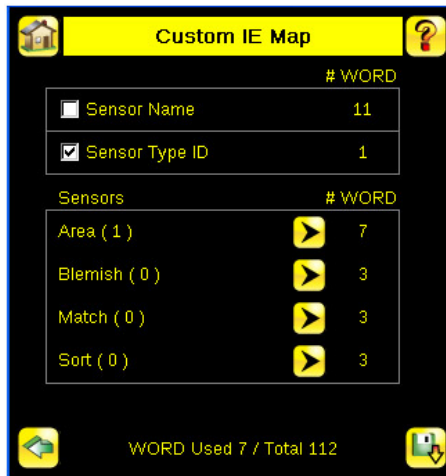 Custom IE Map
# WORD
Sensor Name 11
Sensor Type ID 1
Sensors # WORD
Area ( 1 ) 7
Blemish ( 0 ) 3
Match ( 0 ) 3
Sort ( 0 ) 3
WORD Used 7 / Total 112